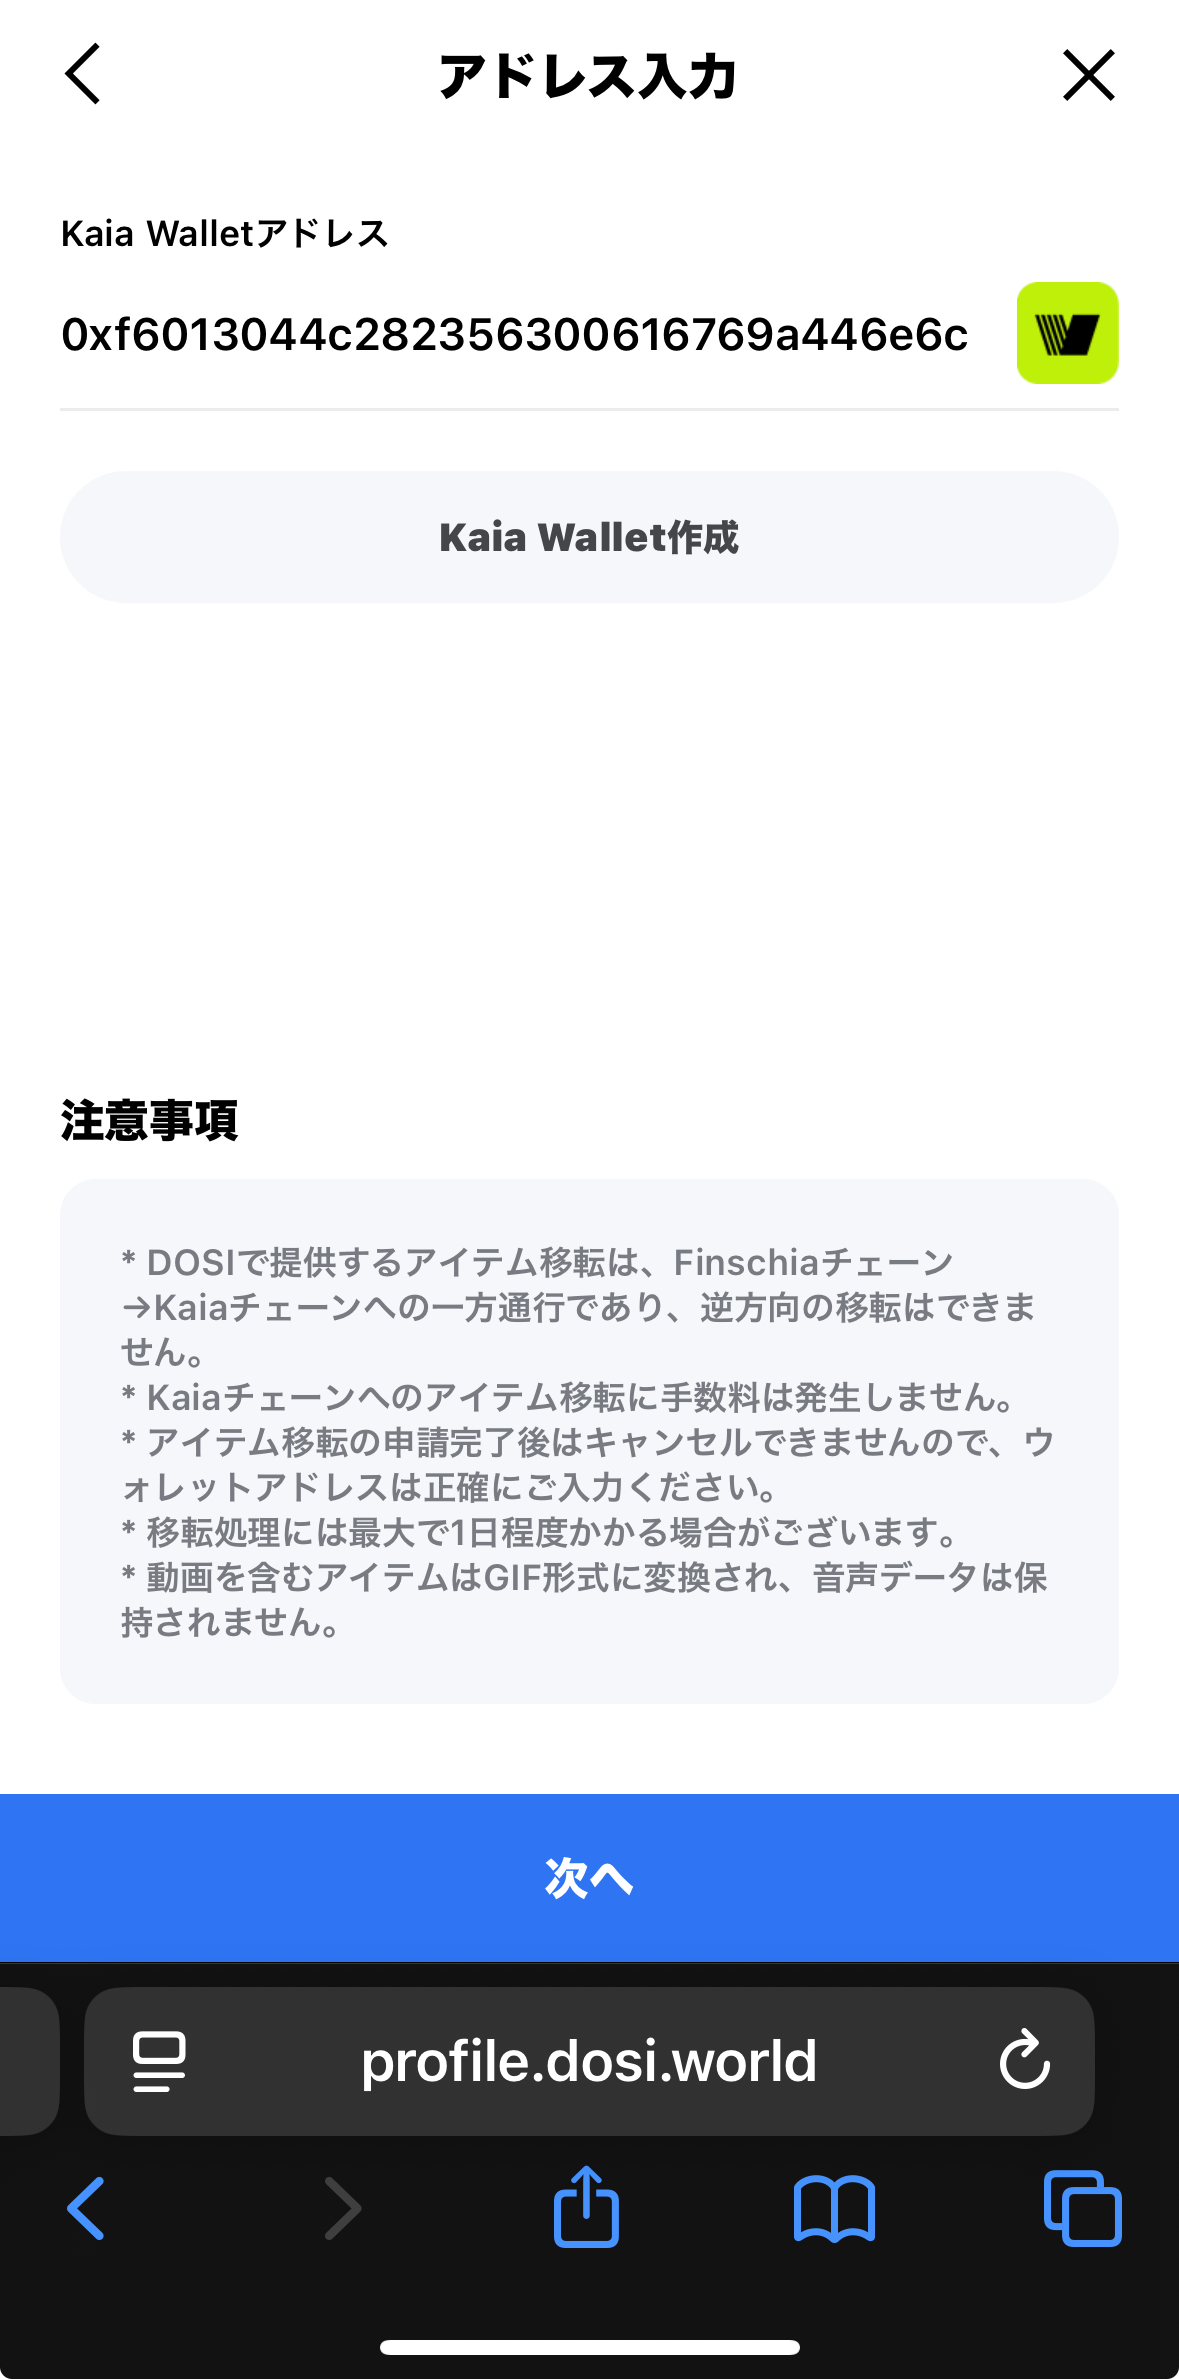 アドレス入力
Kaia Walletアドレス
0xf6013044c282356300616769a446e6c
Kaia Wallet作成
注意事項
* DOSIで提供するアイテム移転は、Finschiaチェーン
→Kaiaチェーンへの一方通行であり、逆方向の移転はできま
せん。
* Kaiaチェーンへのアイテム移転に手数料は発生しません。
* アイテム移転の申請完了後はキャンセルできませんので、ウ
ォレットアドレスは正確にご入力ください。
* 移転処理には最大で1日程度かかる場合がございます。
* 動画を含むアイテムはGIF形式に変換され、音声データは保
持されません。
次へ
profile.dosi.world